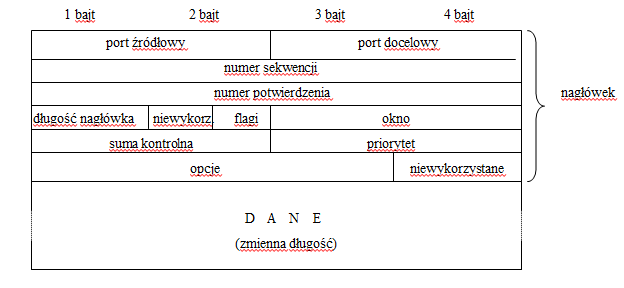 1 bajt 2 bajt 3 bajt 4 bajt
port źródłowy port docelowy
numer sekwencji
numer potwierdzenia nagłówek
długość nagłówka niewykorz flagi okno
suma kontrolna priorytet
opcje niewykorzystane
D A N E
(zmienna długość)